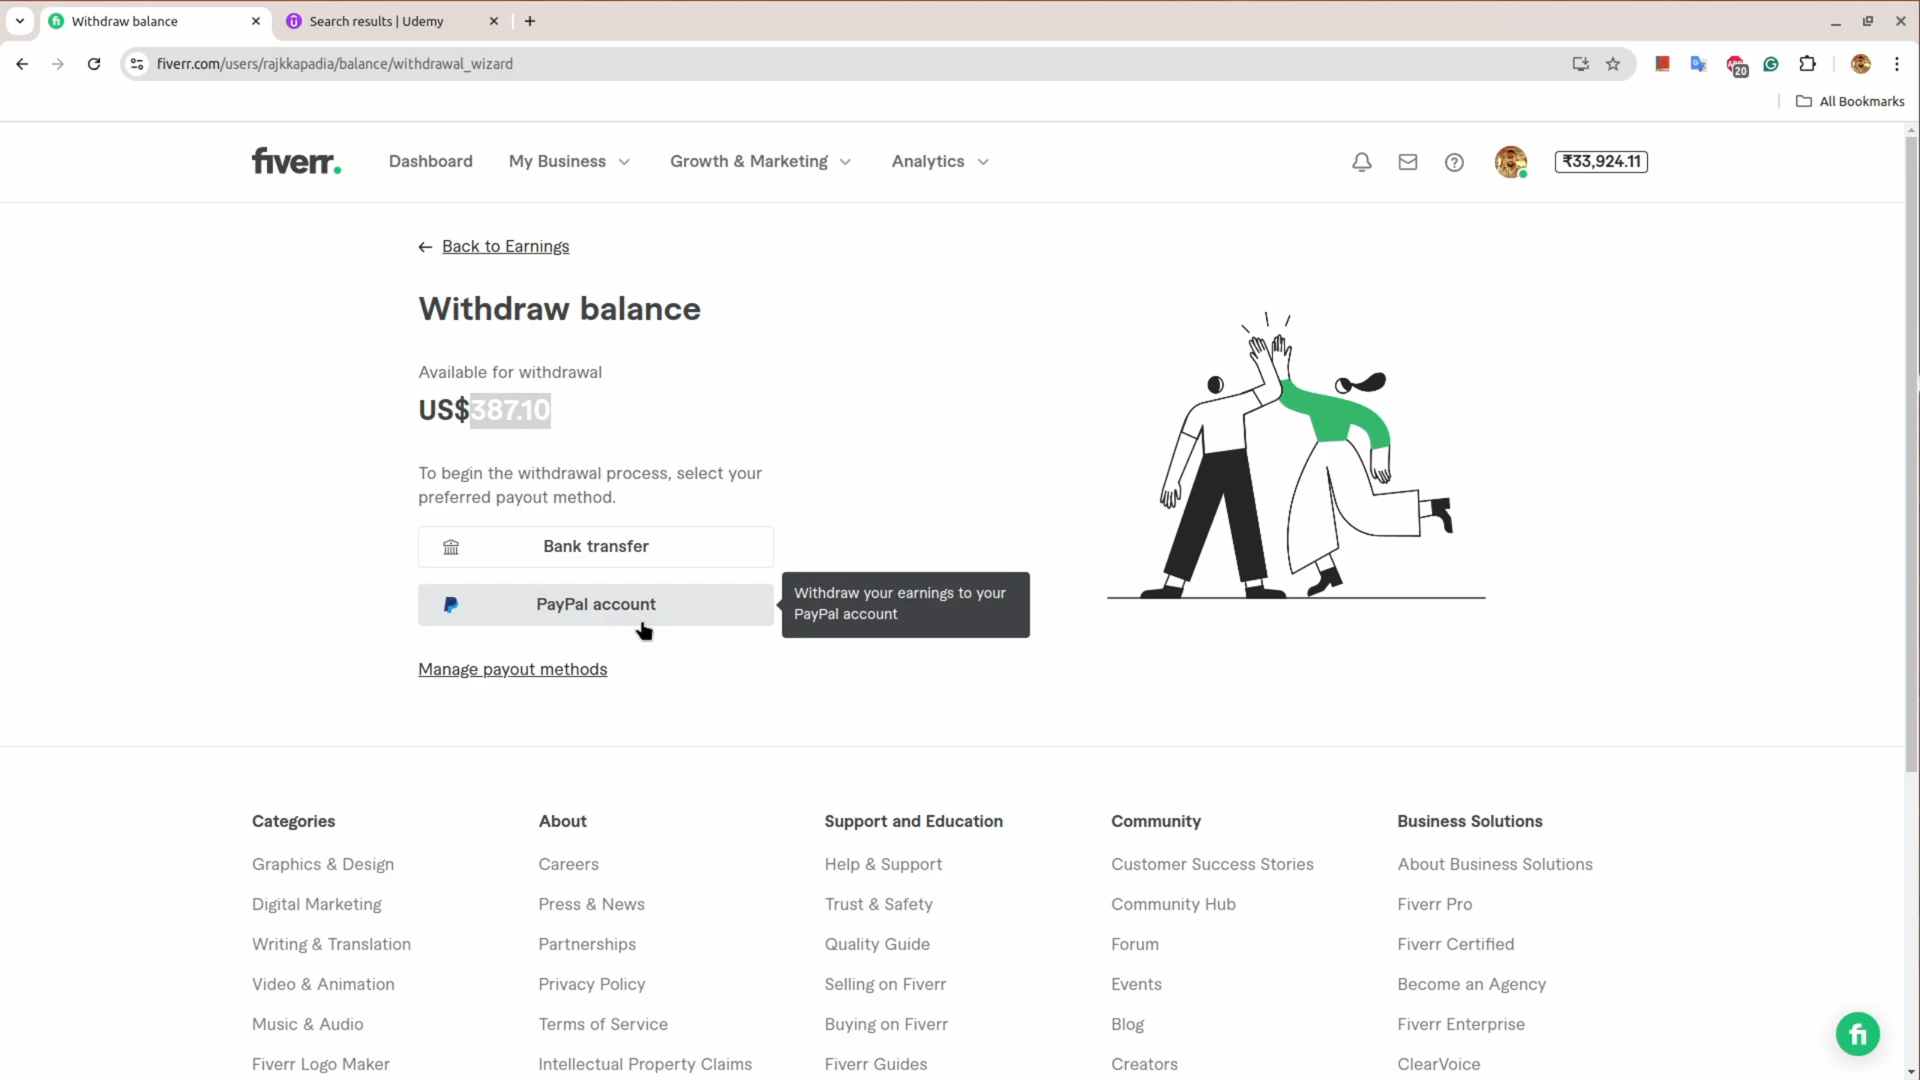 Withdraw balance
Search results | Udemy
fiverr.com/users/rajkkapadia/balance/withdrawal_wizard
20
All Bookmarks
fiverr.
Dashboard
My Business
Growth & Marketing
Analytics
₹33,924.11
Back to Earnings
Withdraw balance
Available for withdrawal
US$387.10
To begin the withdrawal process, select your
preferred payout method.
Bank transfer
PayPal account
Withdraw your earnings to your
PayPal account
Manage payout methods
Categories
Graphics & Design
Digital Marketing
Writing & Translation
Video & Animation
Music & Audio
Fiverr Logo Maker
About
Careers
Press & News
Partnerships
Privacy Policy
Terms of Service
Intellectual Property Claims
Support and Education
Help & Support
Trust & Safety
Quality Guide
Selling on Fiverr
Buying on Fiverr
Fiverr Guides
Community
Customer Success Stories
Community Hub
Forum
Events
Blog
Creators
Business Solutions
About Business Solutions
Fiverr Pro
Fiverr Certified
Become an Agency
Fiverr Enterprise
ClearVoice
fi